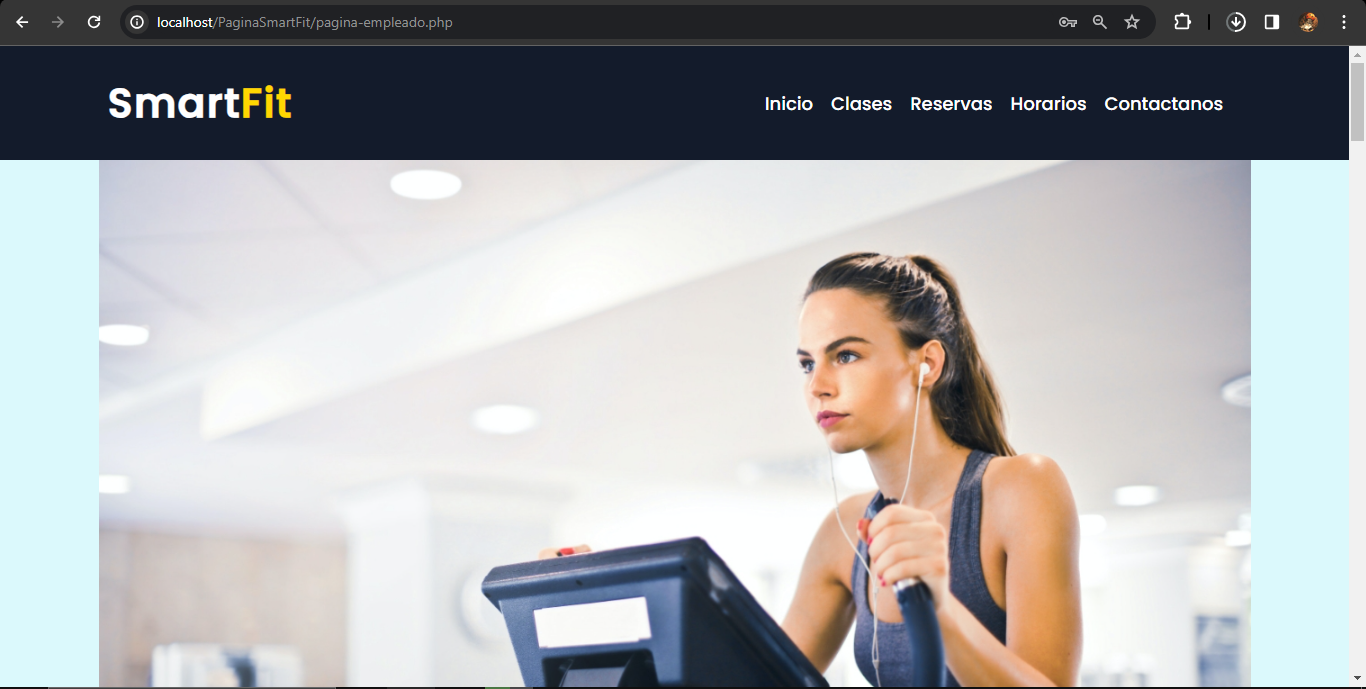 localhost/PaginaSmartFit/pagina-empleado.php
SmartFit
Inicio Clases Reservas Horarios Contactanos